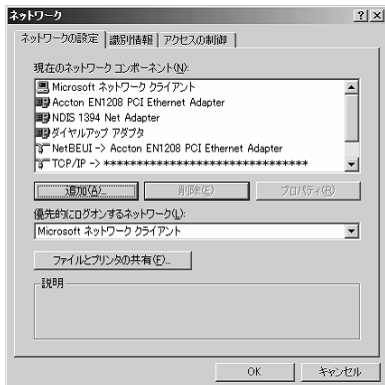 ネットワーク
ネットワークの設定 識別情報 アクセスの制御
現在のネットワーク コンポーネント(N):
Microsoft ネットワーク クライアント
Accton EN1208 PCI Ethernet Adapter
NDIS 1394 Net Adapter
ダイヤルアップ アダプタ
NetBEUI -> Accton EN1208 PCI Ethernet Adapter
TCP/IP -> ********************************
追加(A)... 削除(E) プロパティ(R)
優先的にログオンするネットワーク(L):
Microsoft ネットワーク クライアント
ファイルとプリンタの共有(F)...
説明
OK キャンセル